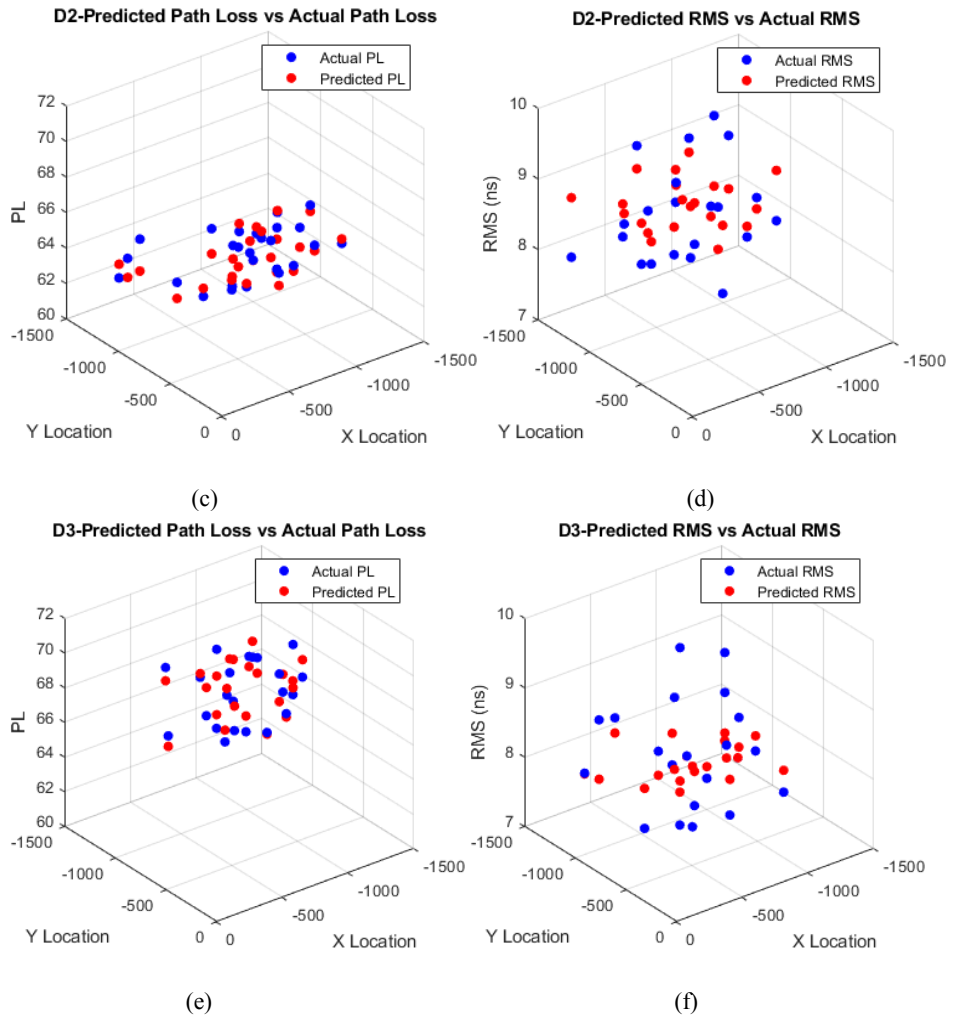 D2-Predicted Path Loss vs Actual Path Loss
Actual PL
Predicted PL
72
70
68
66
64
62
60
PL
-1500
-1000
-500
0
Y Location
0
-500
-1000
-1500
X Location
(c)
D2-Predicted RMS vs Actual RMS
Actual RMS
Predicted RMS
10
9
8
7
RMS (ns)
-1500
-1000
-500
0
Y Location
0
-500
-1000
-1500
X Location
(d)
D3-Predicted Path Loss vs Actual Path Loss
Actual PL
Predicted PL
72
70
68
66
64
62
60
PL
-1500
-1000
-500
0
Y Location
0
-500
-1000
-1500
X Location
(e)
D3-Predicted RMS vs Actual RMS
Actual RMS
Predicted RMS
10
9
8
7
RMS (ns)
-1500
-1000
-500
0
Y Location
0
-500
-1000
-1500
X Location
(f)